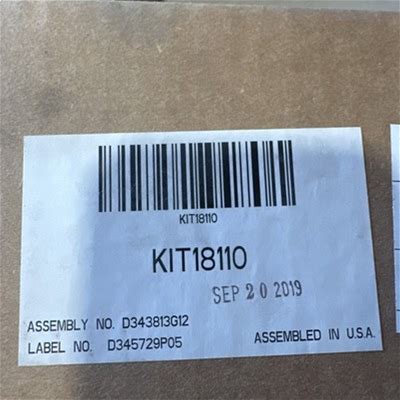 KIT18110
KIT18110
SEP 20 2019
ASSEMBLY NO. D343813G12
LABEL NO. D345729P05
ASSEMBLED IN U.S.A.